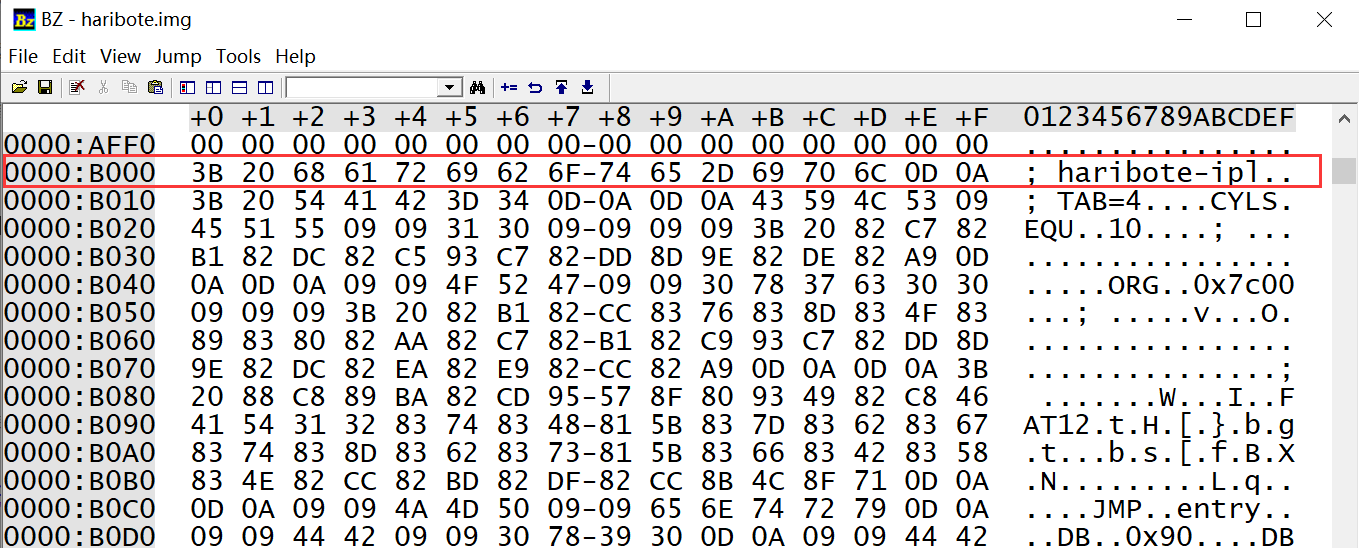 BZ - haribote.img
File Edit View Jump Tools Help
+0 +1 +2 +3 +4 +5 +6 +7 -8 +9 +A +B +C +D +E +F 0123456789ABCDEF
0000:AFF0 00 00 00 00 00 00 00 00-00 00 00 00 00 00 00 00 ................
0000:B000 3B 20 68 61 72 69 62 6F-74 65 2D 69 70 6C 0D 0A ; haribote-ipl..
0000:B010 3B 20 54 41 42 3D 34 0D-0A 0D 0A 43 59 4C 53 09 ; TAB=4....CYLS.
0000:B020 45 51 55 09 09 31 30 09-09 09 09 3B 20 82 C7 82 EQU..10....; ...
0000:B030 B1 82 DC 82 C5 93 C7 82-DD 8D 9E 82 DE 82 A9 0D ................
0000:B040 0A 0D 0A 09 09 4F 52 47-09 09 30 78 37 63 30 30 .....ORG..0x7c00
0000:B050 09 09 09 3B 20 82 B1 82-CC 83 76 83 8D 83 4F 83 ...; .....v...O.
0000:B060 89 83 80 82 AA 82 C7 82-B1 82 C9 93 C7 82 DD 8D ................
0000:B070 9E 82 DC 82 EA 82 E9 82-CC 82 A9 0D 0A 0D 0A 3B ...............;
0000:B080 20 88 C8 89 BA 82 CD 95-57 8F 80 93 49 82 C8 46 .......W...I..F
0000:B090 41 54 31 32 83 74 83 48-81 5B 83 7D 83 62 83 67 AT12.t.H.[.}.b.g
0000:B0A0 83 74 83 8D 83 62 83 73-81 5B 83 66 83 42 83 58 .t...b.s.[.f.B.X
0000:B0B0 83 4E 82 CC 82 BD 82 DF-82 CC 8B 4C 8F 71 0D 0A .N.........L.q..
0000:B0C0 0D 0A 09 09 4A 4D 50 09-09 65 6E 74 72 79 0D 0A ....JMP..entry..
0000:B0D0 09 09 44 42 09 09 30 78-39 30 0D 0A 09 09 44 42 ..DB..0x90....DB